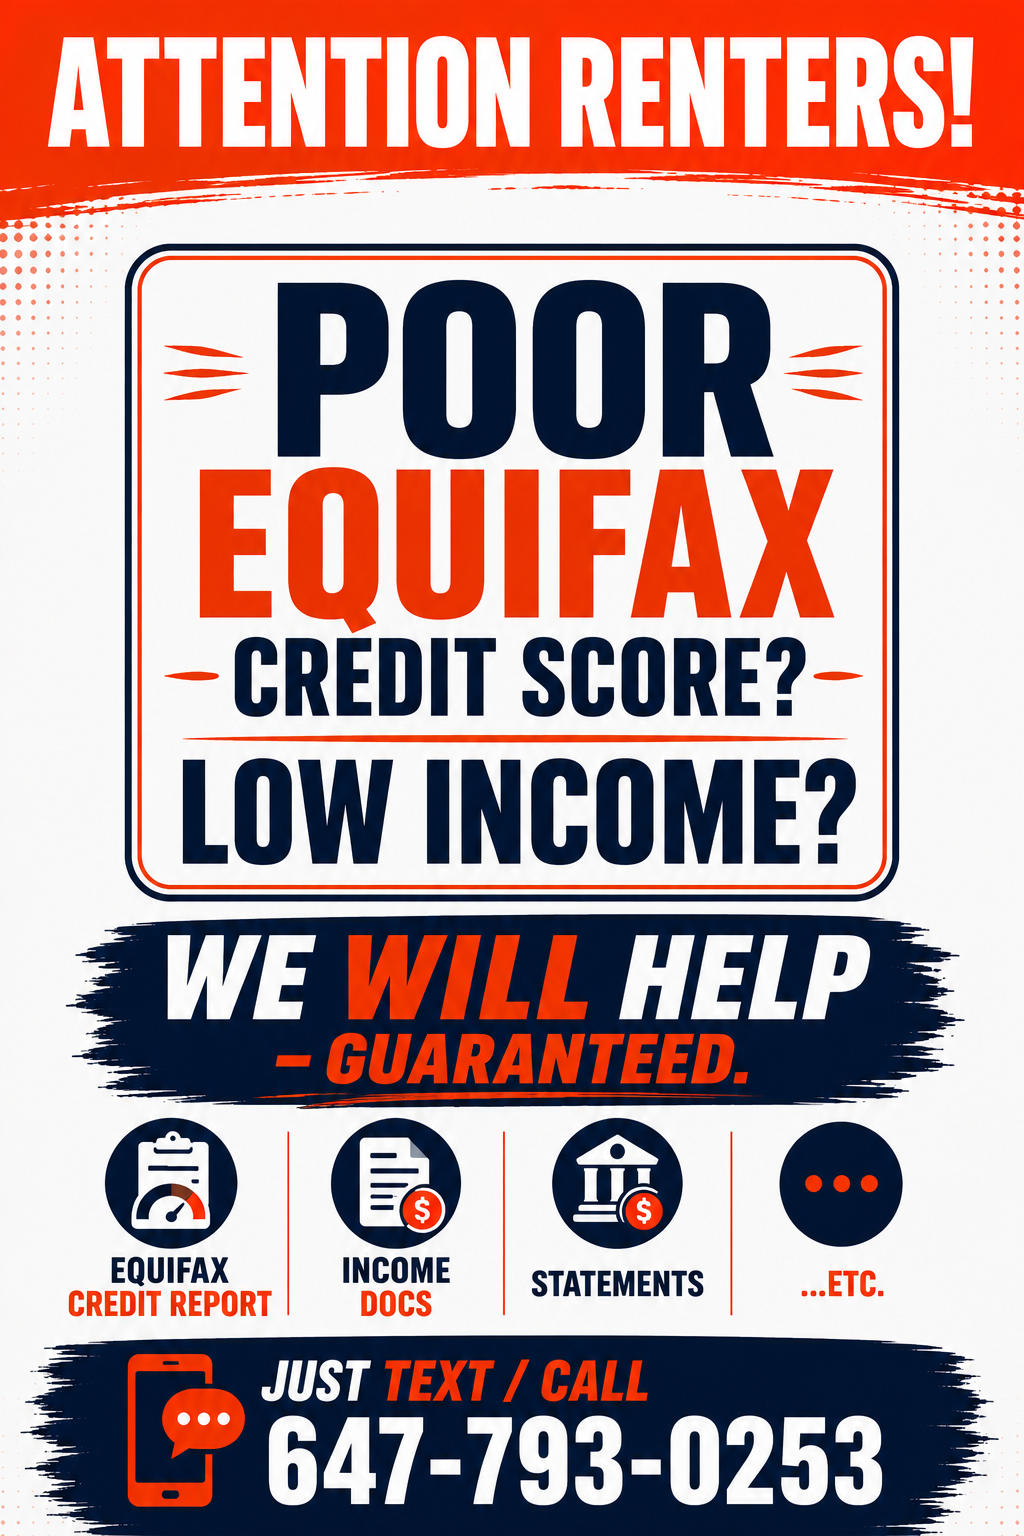 ATTENTION RENTERS!
POOR
EQUIFAX
CREDIT SCORE?
LOW INCOME?
WE WILL HELP
– GUARANTEED.
EQUIFAX
CREDIT REPORT
INCOME
DOCS
STATEMENTS
...ETC.
JUST TEXT / CALL
647-793-0253